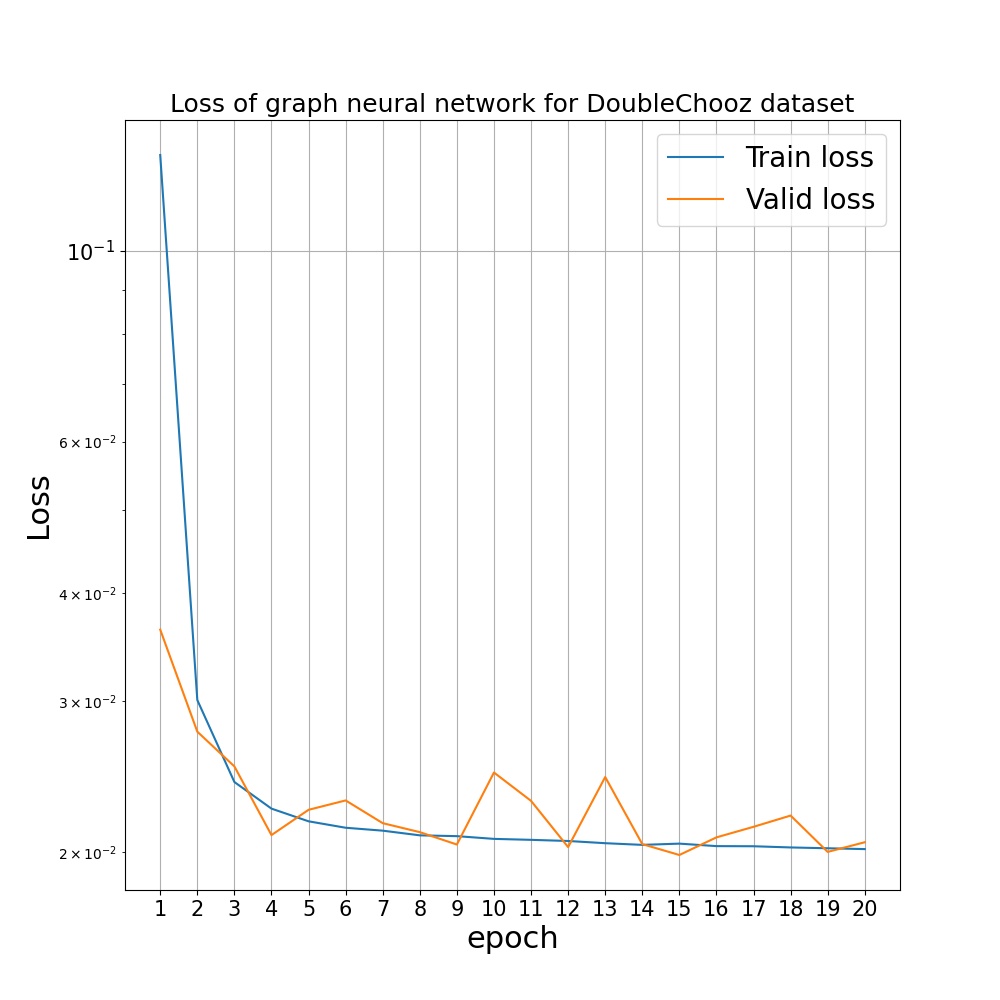 Loss of graph neural network for DoubleChooz dataset
Train loss
Valid loss
10⁻¹
6 × 10⁻²
4 × 10⁻²
3 × 10⁻²
2 × 10⁻²
Loss
1 2 3 4 5 6 7 8 9 10 11 12 13 14 15 16 17 18 19 20
epoch